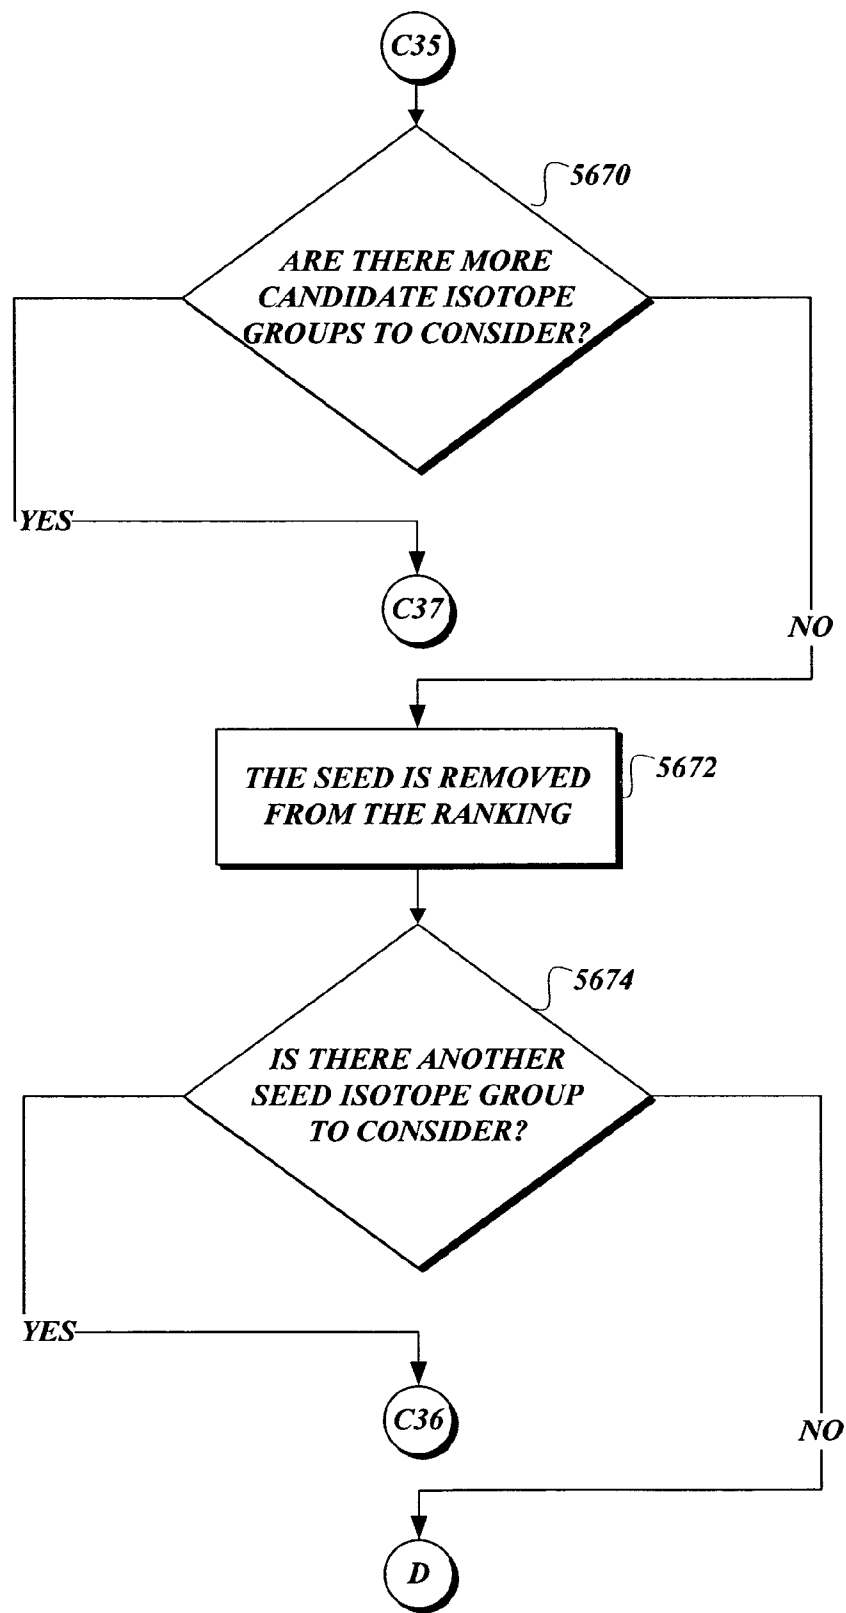 C35
5670
ARE THERE MORE
CANDIDATE ISOTOPE
GROUPS TO CONSIDER?
YES
C37
NO
THE SEED IS REMOVED
FROM THE RANKING
5672
5674
IS THERE ANOTHER
SEED ISOTOPE GROUP
TO CONSIDER?
YES
C36
NO
D